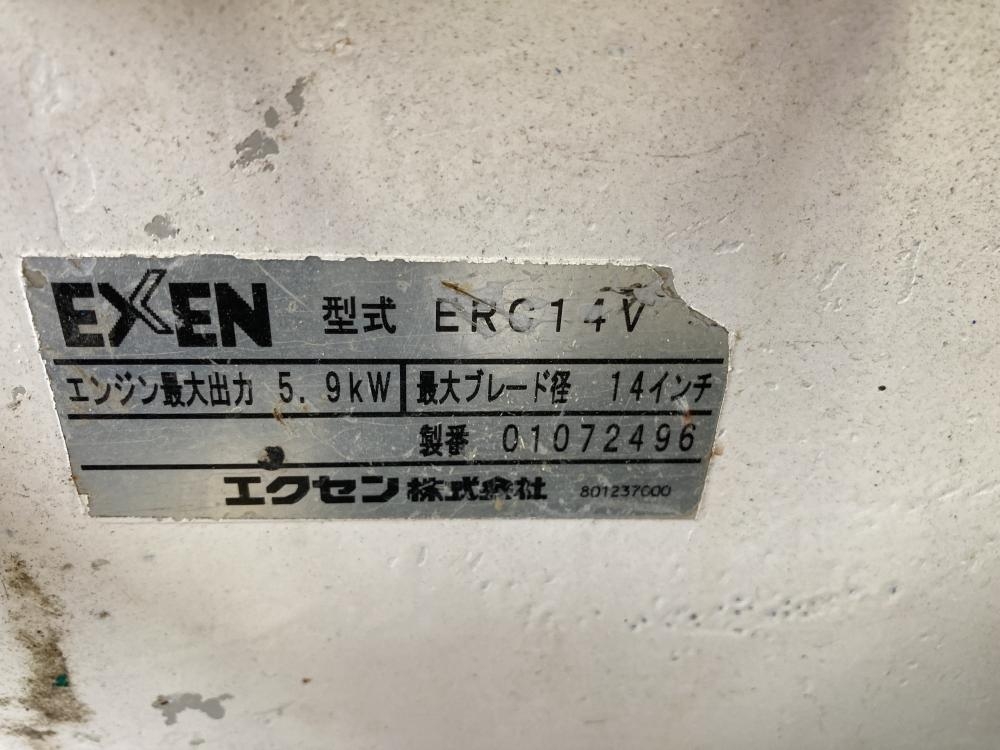 EXEN 型式 ERC14V
エンジン最大出力 5.9kW 最大ブレード径 14インチ
製番 01072496
エクセン株式会社 801237000